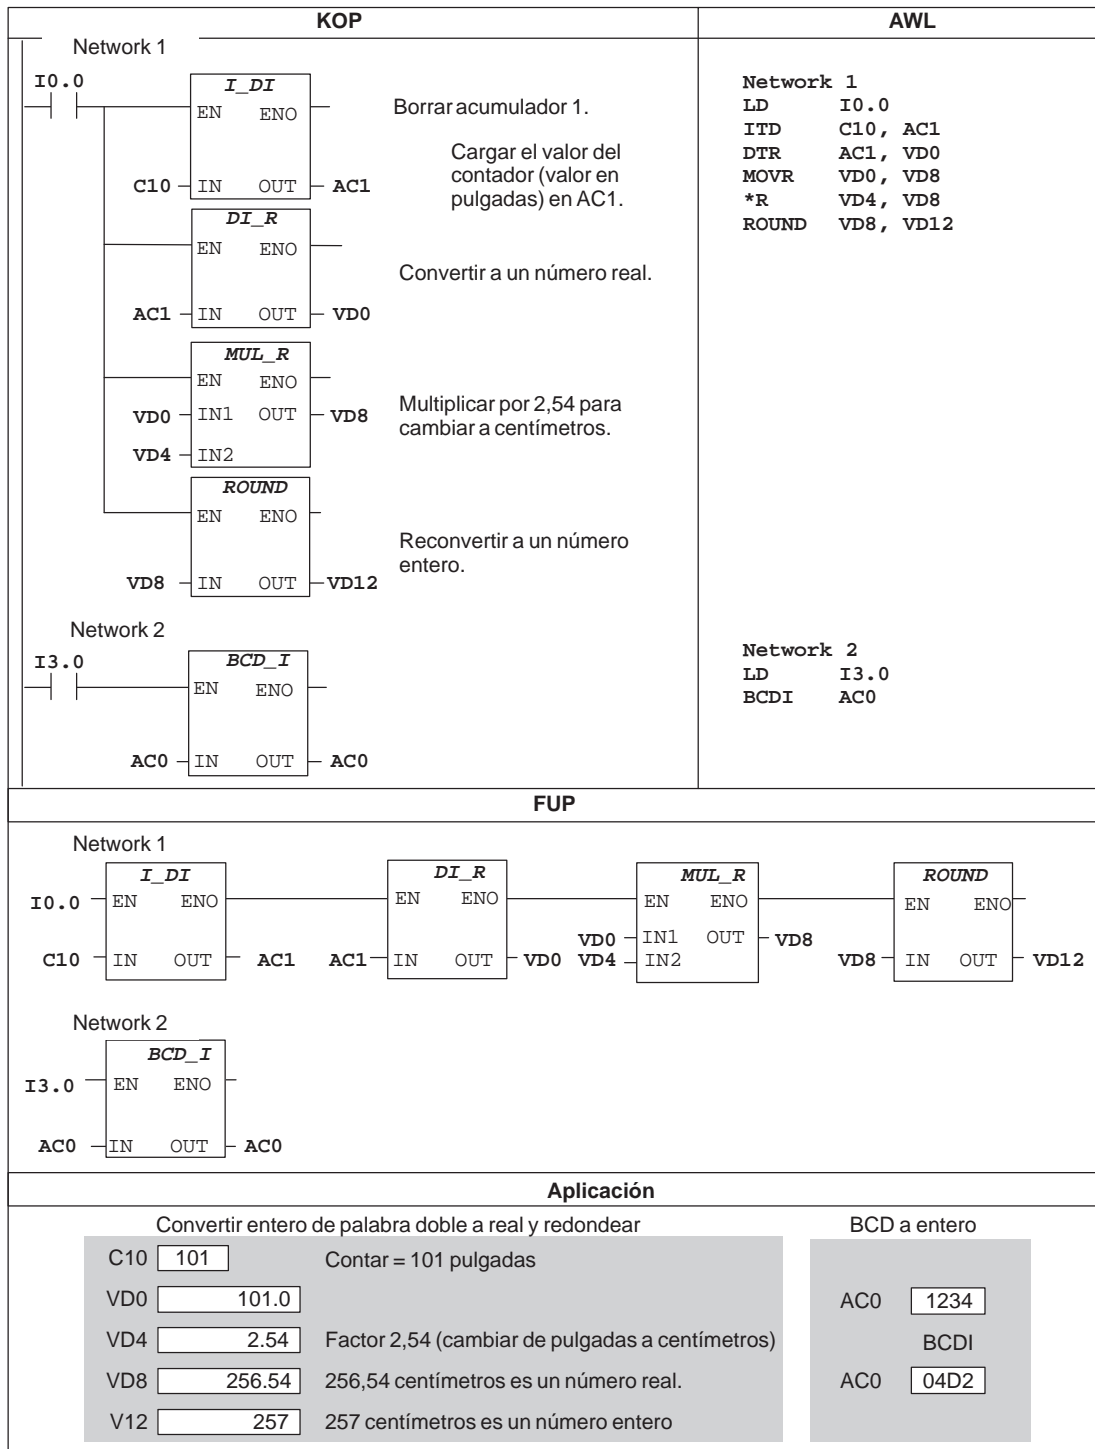 KOP
AWL
Network 1
I0.0
I_DI
EN ENO
C10 IN OUT AC1
Borrar acumulador 1.
Cargar el valor del
contador (valor en
pulgadas) en AC1.
DI_R
EN ENO
AC1 IN OUT VD0
Convertir a un número real.
MUL_R
EN ENO
VD0 IN1 OUT VD8
VD4 IN2
Multiplicar por 2,54 para
cambiar a centímetros.
ROUND
EN ENO
VD8 IN OUT VD12
Reconvertir a un número
entero.
Network 1
LD I0.0
ITD C10, AC1
DTR AC1, VD0
MOVR VD0, VD8
*R VD4, VD8
ROUND VD8, VD12
Network 2
I3.0
BCD_I
EN ENO
AC0 IN OUT AC0
Network 2
LD I3.0
BCDI AC0
FUP
Network 1
I_DI
I0.0 EN ENO
C10 IN OUT AC1
DI_R
EN ENO
AC1 IN OUT VD0
MUL_R
EN ENO
VD0 IN1 OUT VD8
VD4 IN2
ROUND
EN ENO
VD8 IN OUT VD12
Network 2
BCD_I
I3.0 EN ENO
AC0 IN OUT AC0
Aplicación
Convertir entero de palabra doble a real y redondear
C10 101 Contar = 101 pulgadas
VD0 101.0
VD4 2.54 Factor 2,54 (cambiar de pulgadas a centímetros)
VD8 256.54 256,54 centímetros es un número real.
V12 257 257 centímetros es un número entero
BCD a entero
AC0 1234
BCDI
AC0 04D2